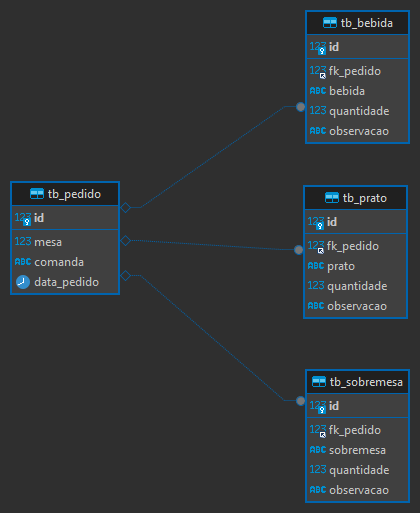 tb_bebida
123 id
123 fk_pedido
ABC bebida
123 quantidade
ABC observacao
tb_pedido
123 id
123 mesa
ABC comanda
data_pedido
tb_prato
123 id
123 fk_pedido
ABC prato
123 quantidade
ABC observacao
tb_sobremesa
123 id
123 fk_pedido
ABC sobremesa
123 quantidade
ABC observacao